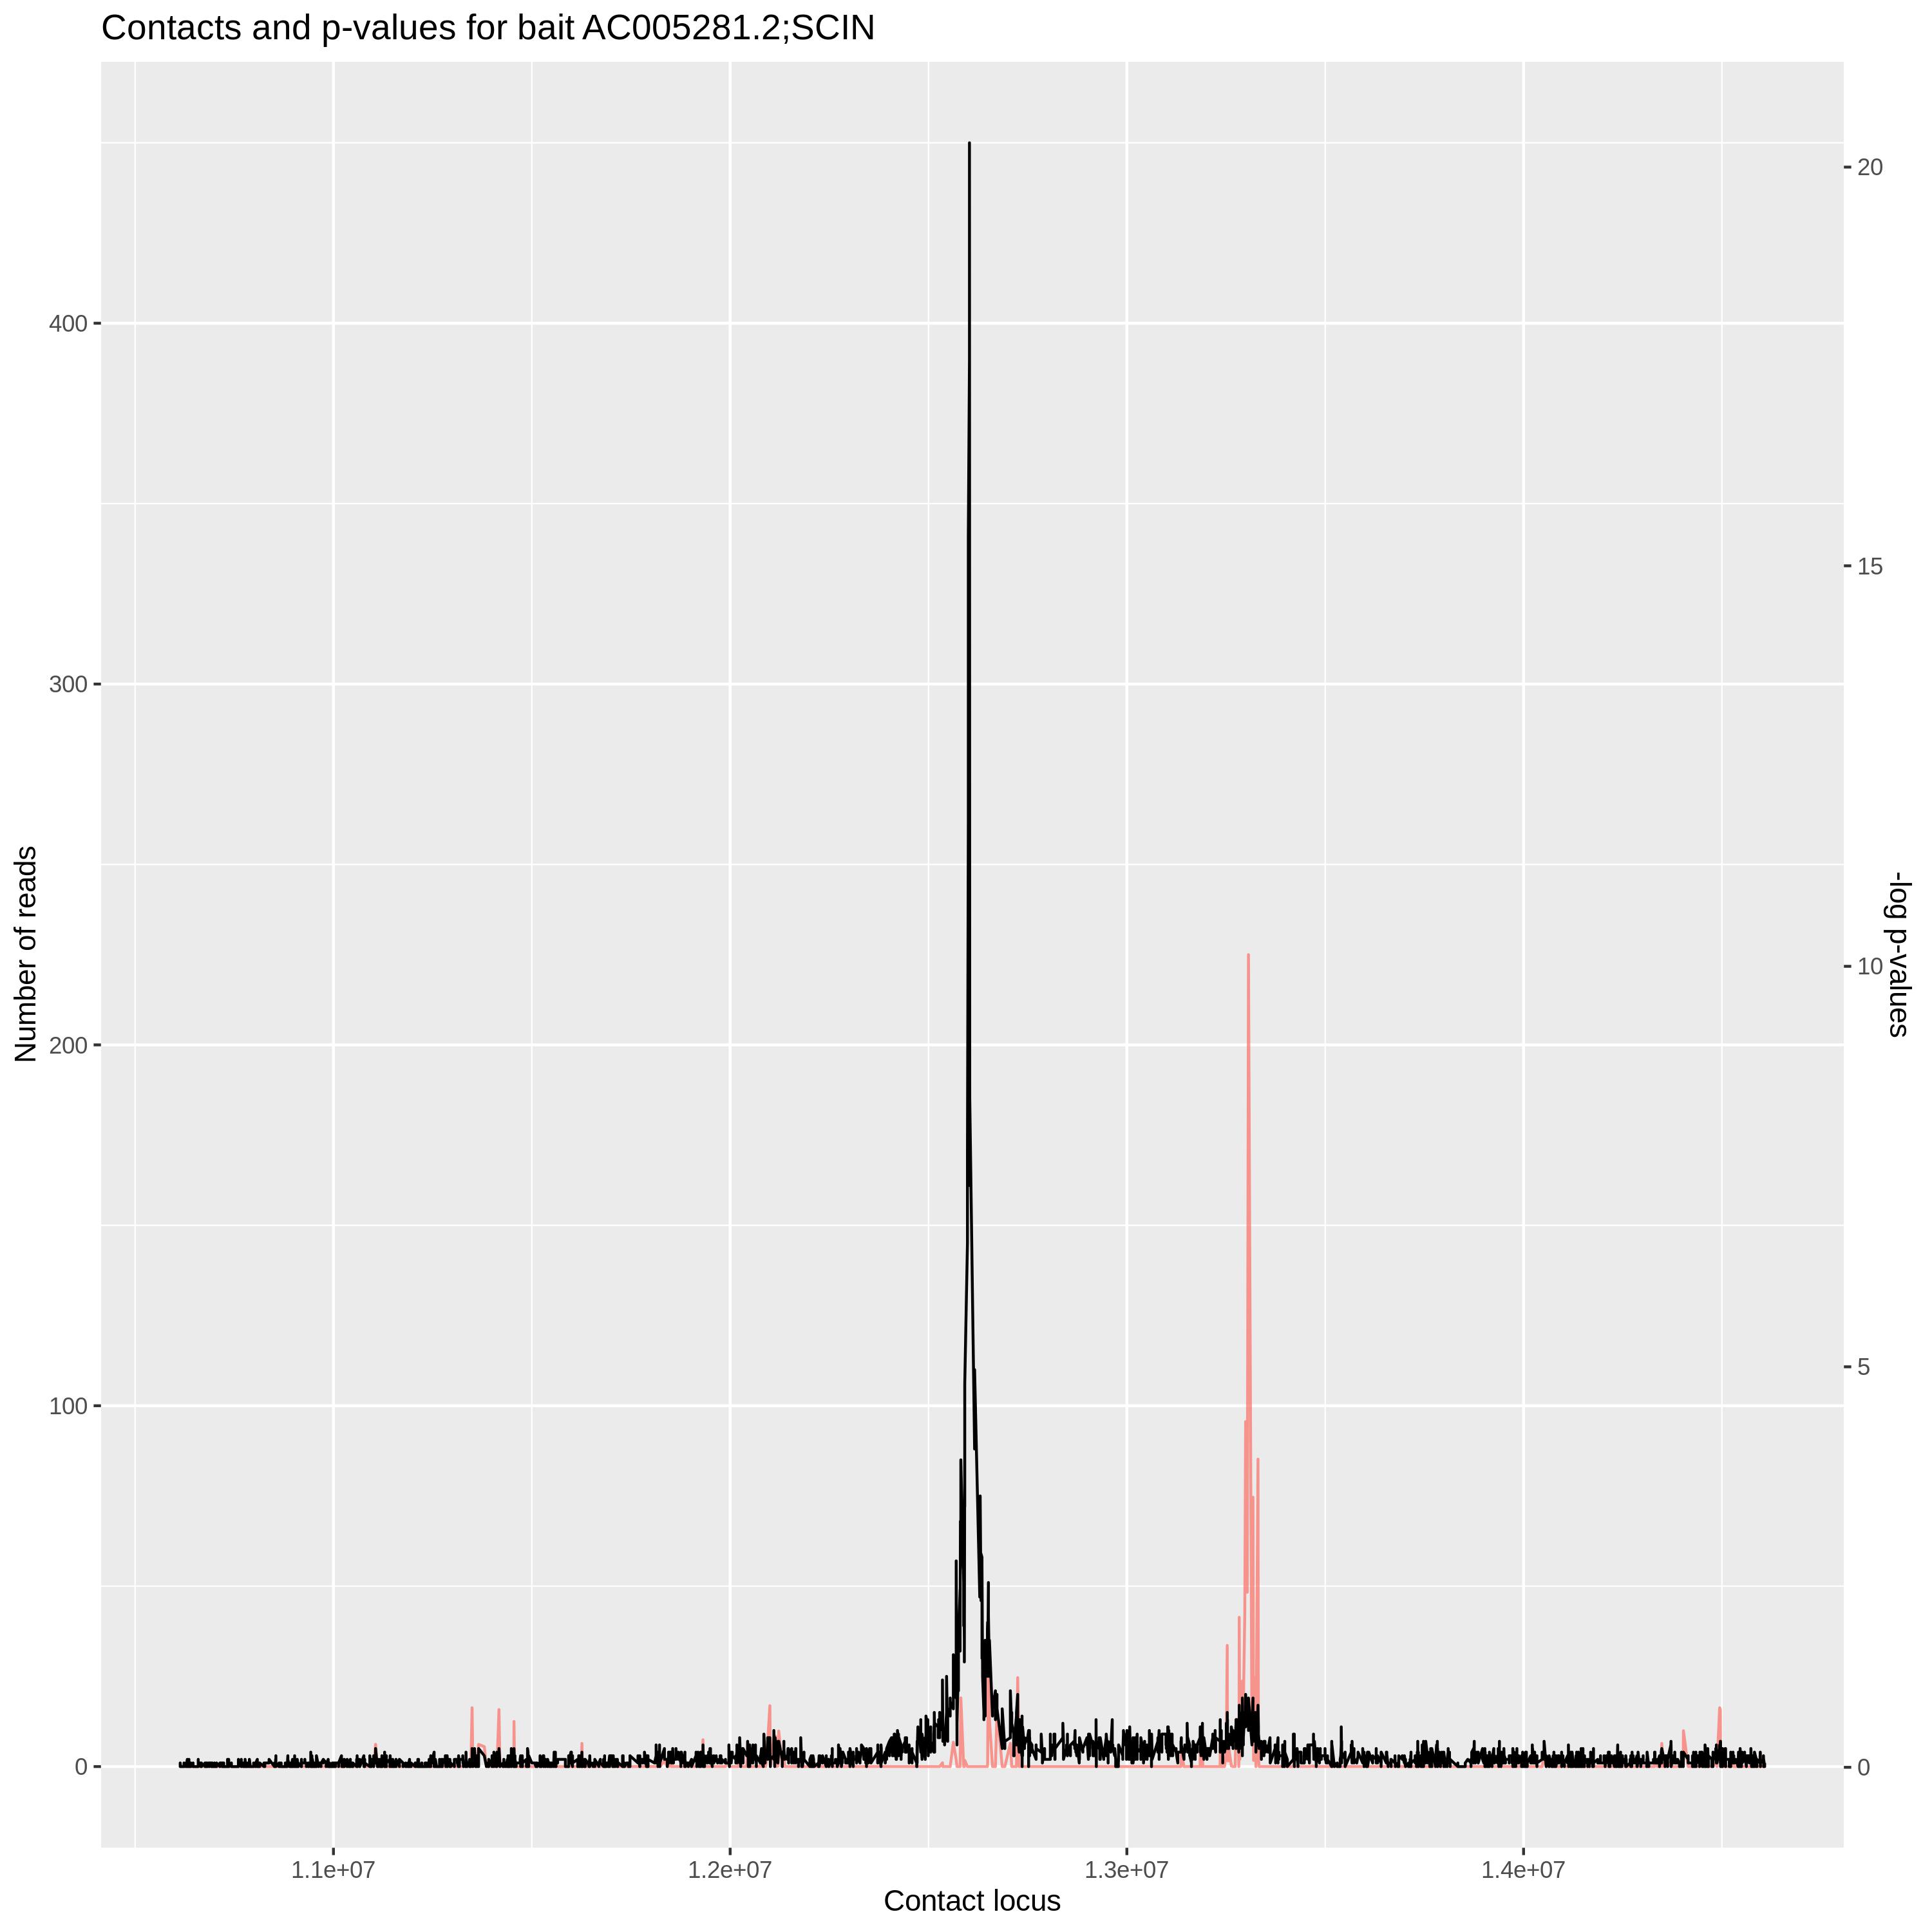 Contacts and p-values for bait AC005281.2;SCIN
Number of reads
400
300
200
100
0
20
15
10
5
0
-log p-values
1.1e+07
1.2e+07
1.3e+07
1.4e+07
Contact locus